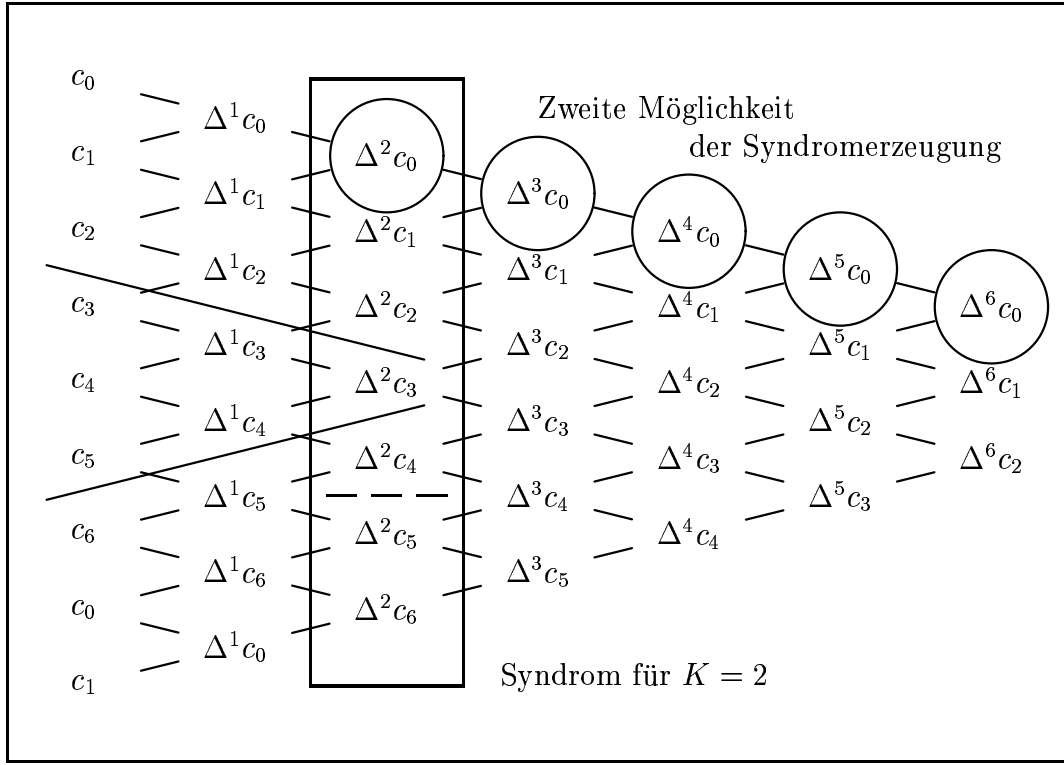 c₀
Zweite Möglichkeit
Δ¹c₀
der Syndromerzeugung
c₁ Δ²c₀
Δ¹c₁ Δ³c₀
c₂ Δ²c₁ Δ⁴c₀
Δ¹c₂ Δ³c₁ Δ⁵c₀
c₃ Δ²c₂ Δ⁴c₁ Δ⁶c₀
Δ¹c₃ Δ³c₂ Δ⁵c₁
c₄ Δ²c₃ Δ⁴c₂ Δ⁶c₁
Δ¹c₄ Δ³c₃ Δ⁵c₂
c₅ Δ²c₄ Δ⁴c₃ Δ⁶c₂
Δ¹c₅ Δ³c₄ Δ⁵c₃
c₆ Δ²c₅ Δ⁴c₄
Δ¹c₆ Δ³c₅
c₀ Δ²c₆
Δ¹c₀
Syndrom für K = 2
c₁